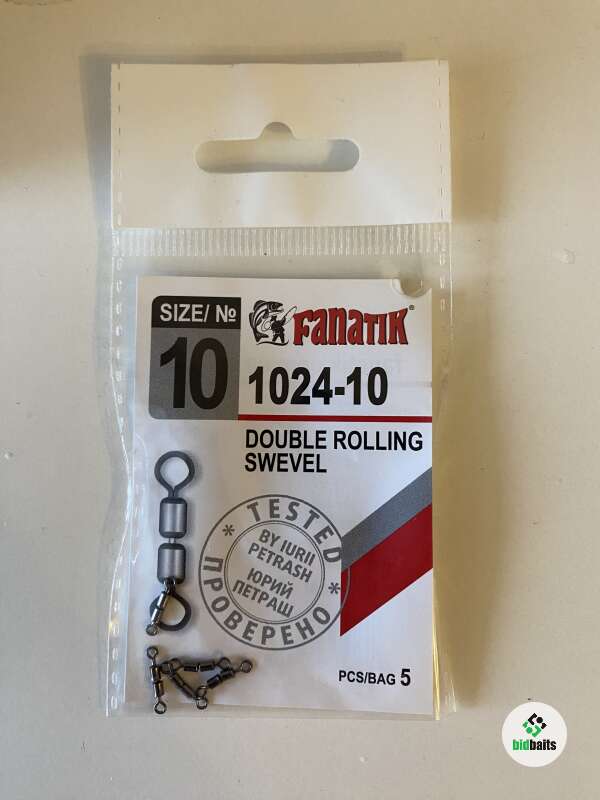 SIZE/ №
10
FANATIK®
1024-10
DOUBLE ROLLING
SWEVEL
* TESTED *
BY IURII
PETRASH
ЮРИЙ
ПЕТРАШ
ПРОВЕРЕНО
PCS/BAG 5
bidbaits